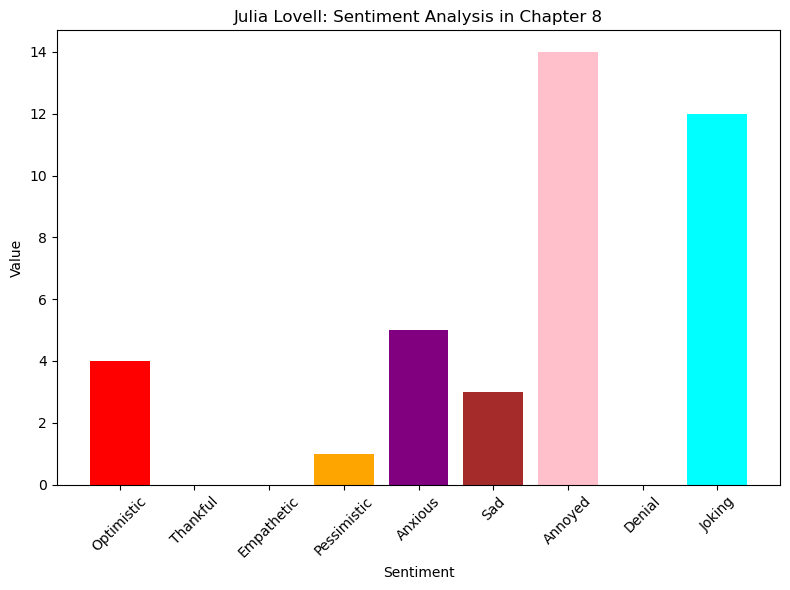 Julia Lovell: Sentiment Analysis in Chapter 8
14
12
10
8
6
4
2
0
Value
Optimistic
Thankful
Empathetic
Pessimistic
Anxious
Sad
Annoyed
Denial
Joking
Sentiment